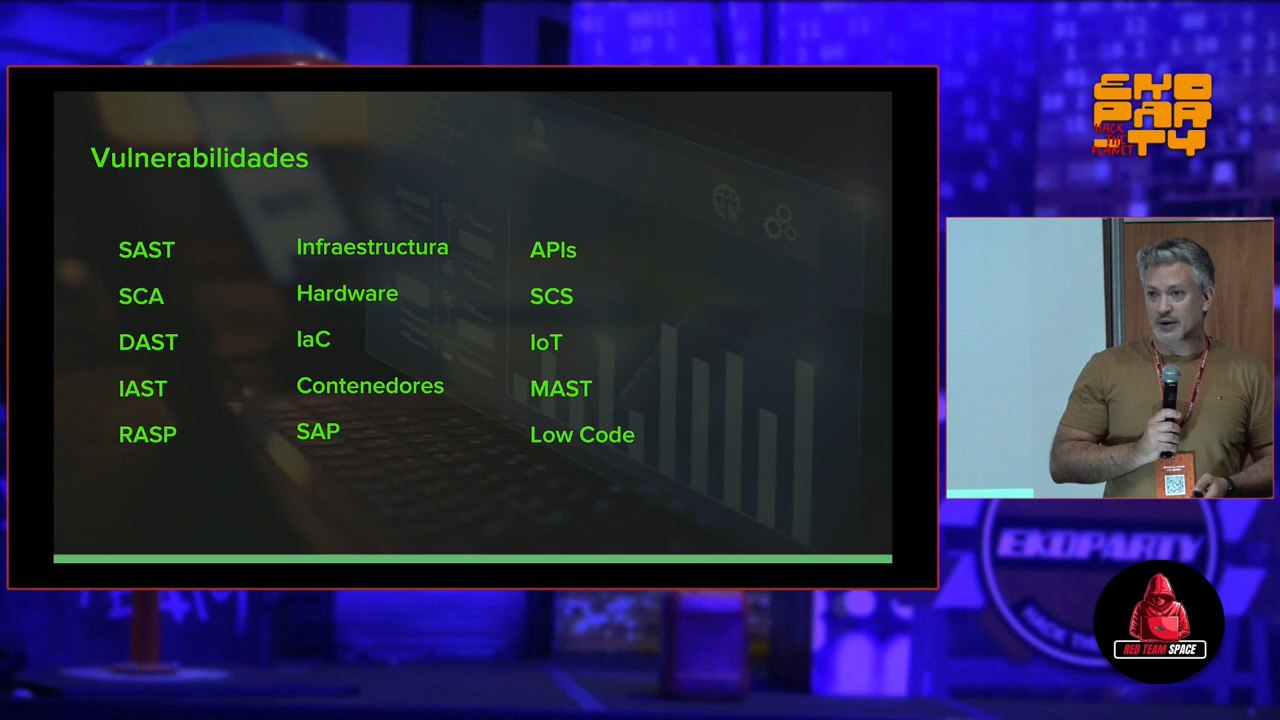 Vulnerabilidades
SAST
SCA
DAST
IAST
RASP
Infraestructura
Hardware
IaC
Contenedores
SAP
APIs
SCS
IoT
MAST
Low Code
EKO
PAR
TY
HACK
THE
PLANET
EKOPARTY
RED TEAM SPACE